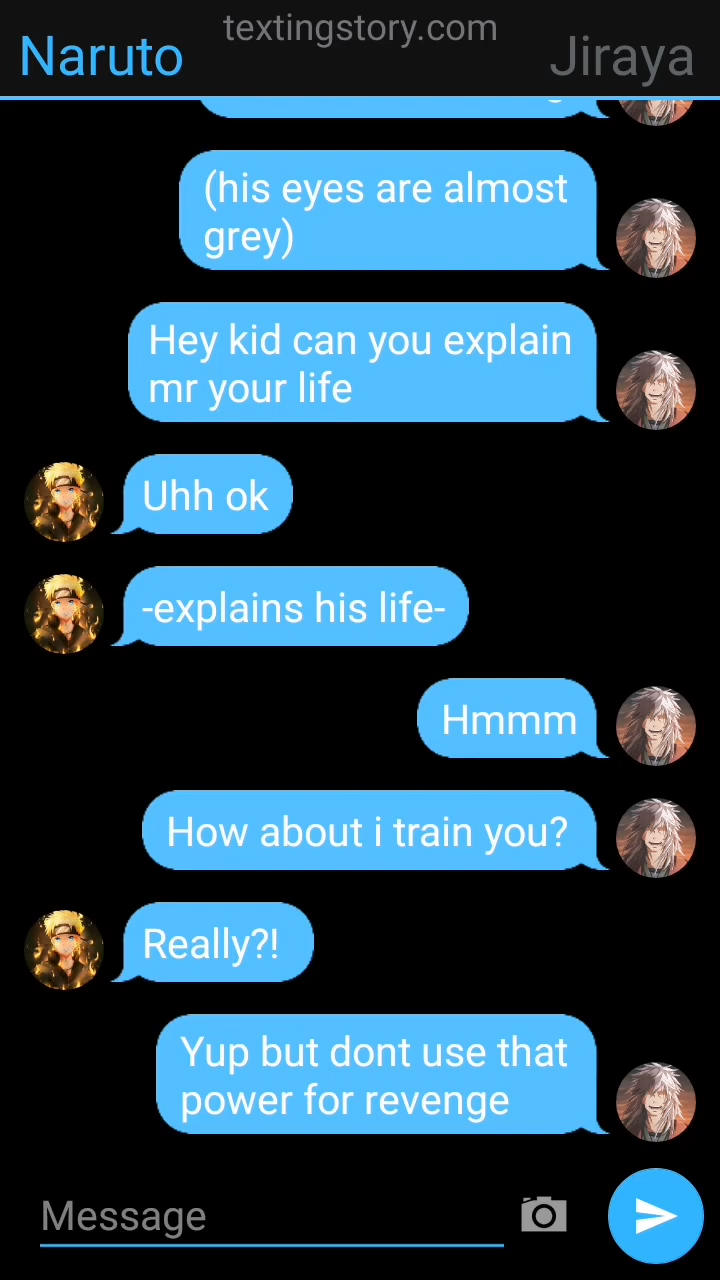 textingstory.com
Naruto
Jiraya
(his eyes are almost
grey)
Hey kid can you explain
mr your life
Uhh ok
-explains his life-
Hmmm
How about i train you?
Really?!
Yup but dont use that
power for revenge
Message